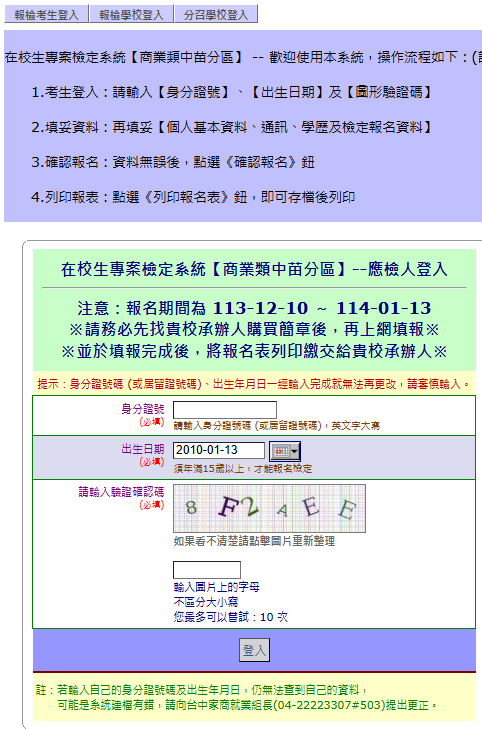 報檢考生登入 報檢學校登入 分召學校登入
在校生專案檢定系統【商業類中苗分區】 -- 歡迎使用本系統，操作流程如下：(
1.考生登入：請輸入【身分證號】、【出生日期】及【圖形驗證碼】
2.填妥資料：再填妥【個人基本資料、通訊、學歷及檢定報名資料】
3.確認報名：資料無誤後，點選《確認報名》鈕
4.列印報表：點選《列印報名表》鈕，即可存檔後列印
在校生專案檢定系統【商業類中苗分區】--應檢人登入
注意：報名期間為 113-12-10 ～ 114-01-13
※請務必先找貴校承辦人購買簡章後，再上網填報※
※並於填報完成後，將報名表列印繳交給貴校承辦人※
提示：身分證號碼 (或居留證號碼)、出生年月日一經輸入完成就無法再更改，請審慎輸入。
身分證號
(必填)
請輸入身分證號碼 (或居留證號碼)，英文字大寫
出生日期
(必填)
2010-01-13
須年滿15歲以上，才能報名檢定
請輸入驗證確認碼
(必填)
8 F 2 A E E
如果看不清楚請點擊圖片重新整理
輸入圖片上的字母
不區分大小寫
您最多可以嘗試：10 次
登入
註：若輸入自己的身分證號碼及出生年月日，仍無法查到自己的資料，
可能是系統建檔有錯，請向台中家商就業組長(04-22223307#503)提出更正。